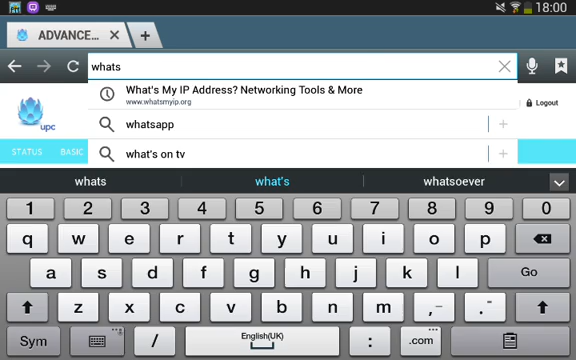 18:00
ADVANCE...
whats
What's My IP Address? Networking Tools & More
www.whatsmyip.org
whatsapp
what's on tv
upc
Logout
STATUS BASIC
whats what's whatsoever
1 2 3 4 5 6 7 8 9 0
q w e r t y u i o p
a s d f g h j k l Go
z x c v b n m ,- ."
Sym / English(UK) : .com